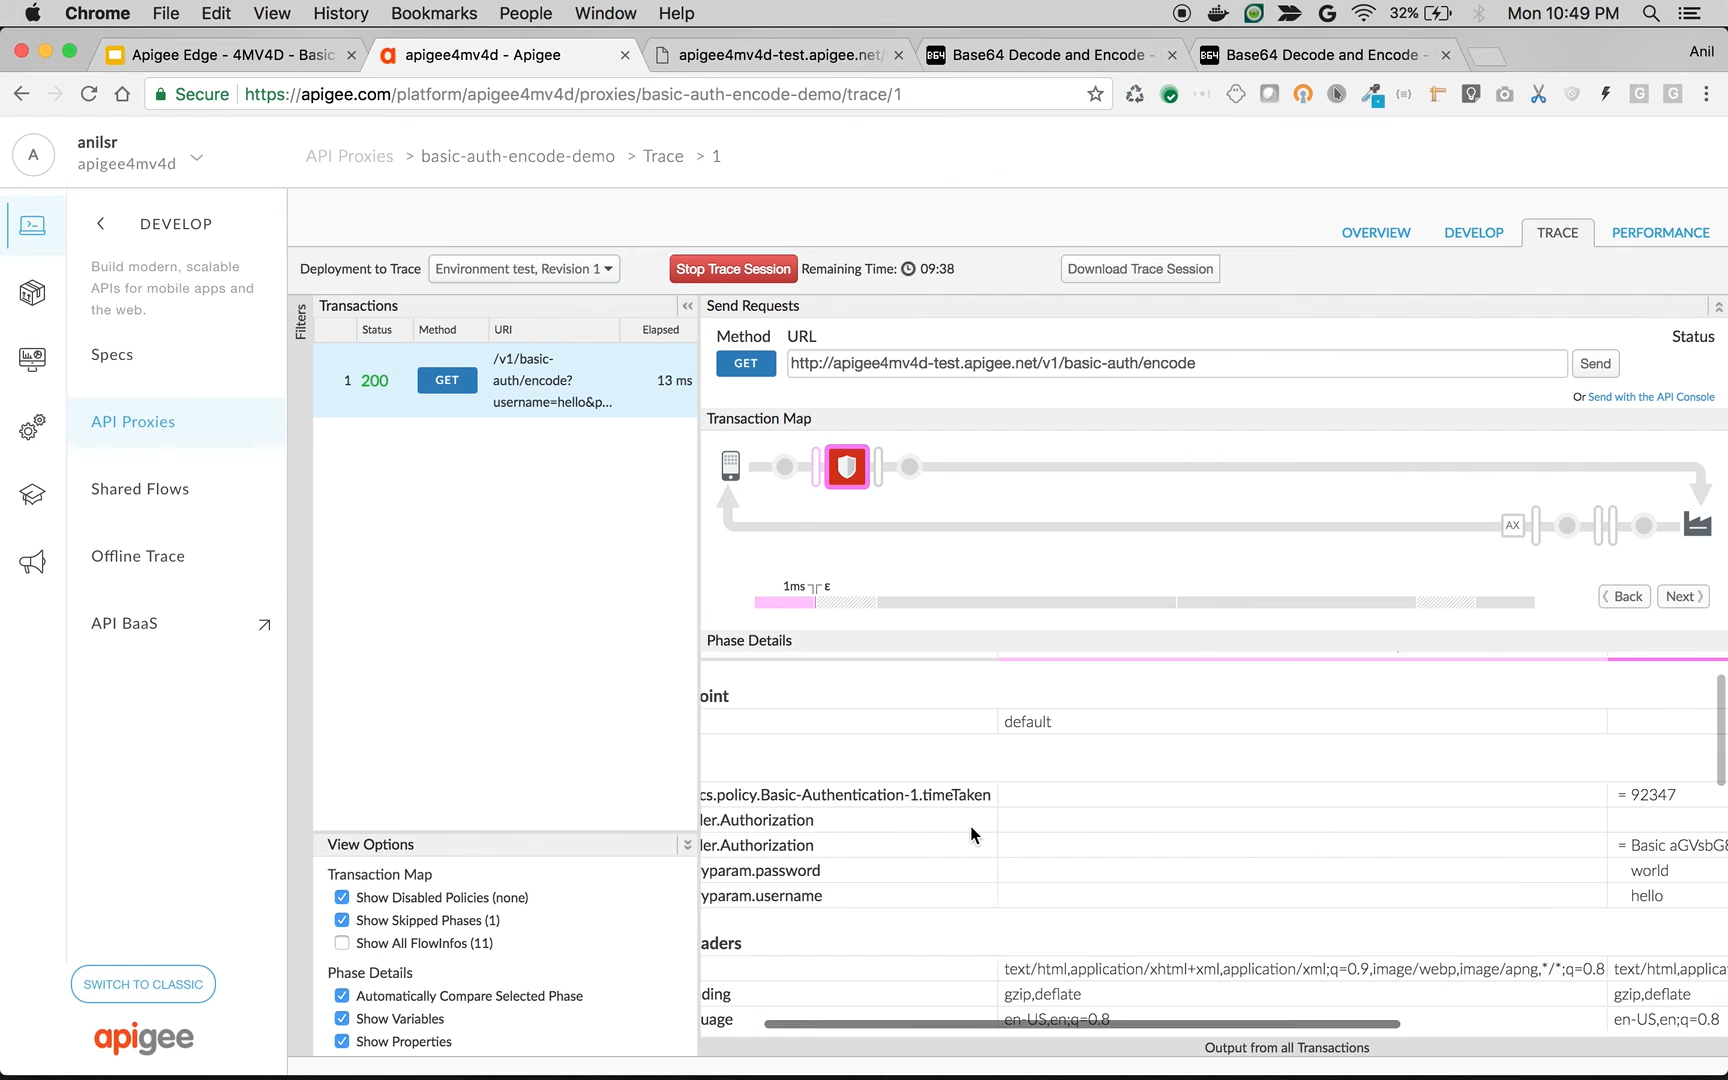 Chrome File Edit View History Bookmarks People Window Help 32% Mon 10:49 PM
Apigee Edge - 4MV4D - Basic apigee4mv4d - Apigee apigee4mv4d-test.apigee.net/ Base64 Decode and Encode - Base64 Decode and Encode - Anil
Secure https://apigee.com/platform/apigee4mv4d/proxies/basic-auth-encode-demo/trace/1
A
anilsr
apigee4mv4d
API Proxies > basic-auth-encode-demo > Trace > 1
DEVELOP
Build modern, scalable
APIs for mobile apps and
the web.
Specs
API Proxies
Shared Flows
Offline Trace
API BaaS
SWITCH TO CLASSIC
apigee
OVERVIEW DEVELOP TRACE PERFORMANCE
Deployment to Trace Environment test, Revision 1 Stop Trace Session Remaining Time: 09:38 Download Trace Session
Filters
Transactions
Status Method URI Elapsed
1 200 GET /v1/basic-
auth/encode?
username=hello&p...
13 ms
View Options
Transaction Map
Show Disabled Policies (none)
Show Skipped Phases (1)
Show All FlowInfos (11)
Phase Details
Automatically Compare Selected Phase
Show Variables
Show Properties
Send Requests
Method URL Status
GET http://apigee4mv4d-test.apigee.net/v1/basic-auth/encode Send
Or Send with the API Console
Transaction Map
AX
1ms ε
Back Next
Phase Details
oint
default
cs.policy.Basic-Authentication-1.timeTaken = 92347
ler.Authorization
ler.Authorization = Basic aGVsbG8
yparam.password world
yparam.username hello
aders
text/html,application/xhtml+xml,application/xml;q=0.9,image/webp,image/apng,*/*;q=0.8 text/html,applica
ding gzip,deflate gzip,deflate
uage en-US,en;q=0.8 en-US,en;q=0.8
Output from all Transactions